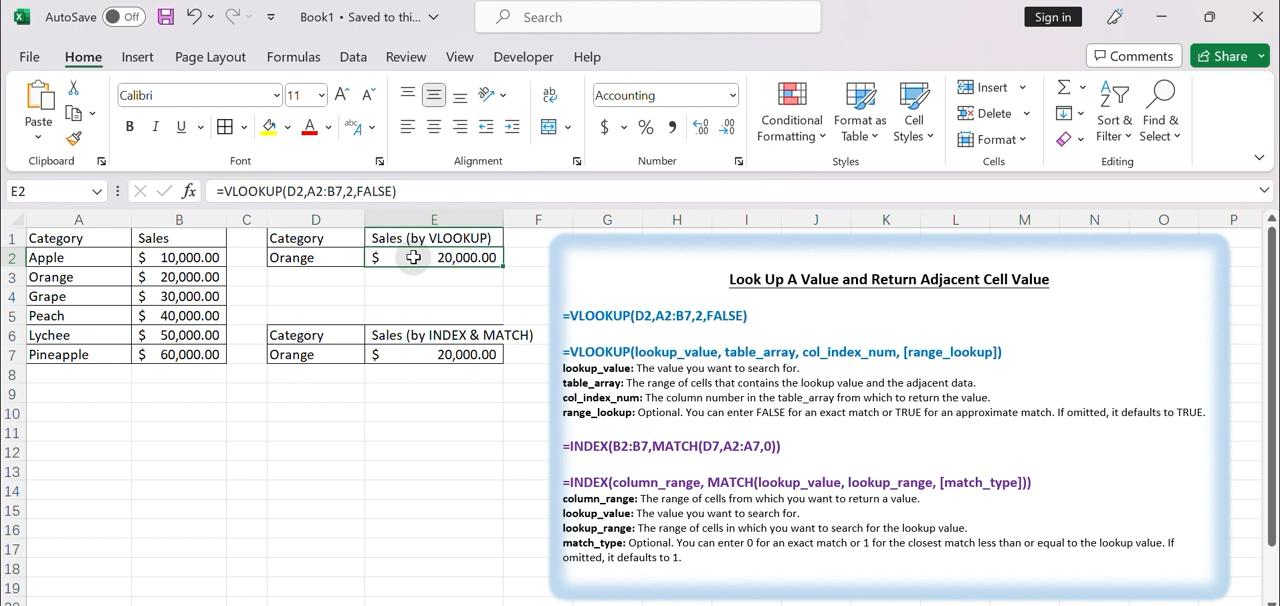 AutoSave Off Book1 • Saved to thi... Search Sign in
File Home Insert Page Layout Formulas Data Review View Developer Help Comments Share
Paste Calibri 11 ab Accounting Conditional Formatting Format as Table Cell Styles Insert Delete Format Sort & Filter Find & Select
B I U A $ % 9
Clipboard Font Alignment Number Styles Cells Editing
E2 fx =VLOOKUP(D2,A2:B7,2,FALSE)
A B C D E F G H I J K L M N O P
1 Category Sales Category Sales (by VLOOKUP)
2 Apple $ 10,000.00 Orange $ 20,000.00
3 Orange $ 20,000.00
4 Grape $ 30,000.00
5 Peach $ 40,000.00
6 Lychee $ 50,000.00 Category Sales (by INDEX & MATCH)
7 Pineapple $ 60,000.00 Orange $ 20,000.00
8
9
10
11
12
13
14
15
16
17
18
19
Look Up A Value and Return Adjacent Cell Value
=VLOOKUP(D2,A2:B7,2,FALSE)
=VLOOKUP(lookup_value, table_array, col_index_num, [range_lookup])
lookup_value: The value you want to search for.
table_array: The range of cells that contains the lookup value and the adjacent data.
col_index_num: The column number in the table_array from which to return the value.
range_lookup: Optional. You can enter FALSE for an exact match or TRUE for an approximate match. If omitted, it defaults to TRUE.
=INDEX(B2:B7,MATCH(D7,A2:A7,0))
=INDEX(column_range, MATCH(lookup_value, lookup_range, [match_type]))
column_range: The range of cells from which you want to return a value.
lookup_value: The value you want to search for.
lookup_range: The range of cells in which you want to search for the lookup value.
match_type: Optional. You can enter 0 for an exact match or 1 for the closest match less than or equal to the lookup value. If
omitted, it defaults to 1.